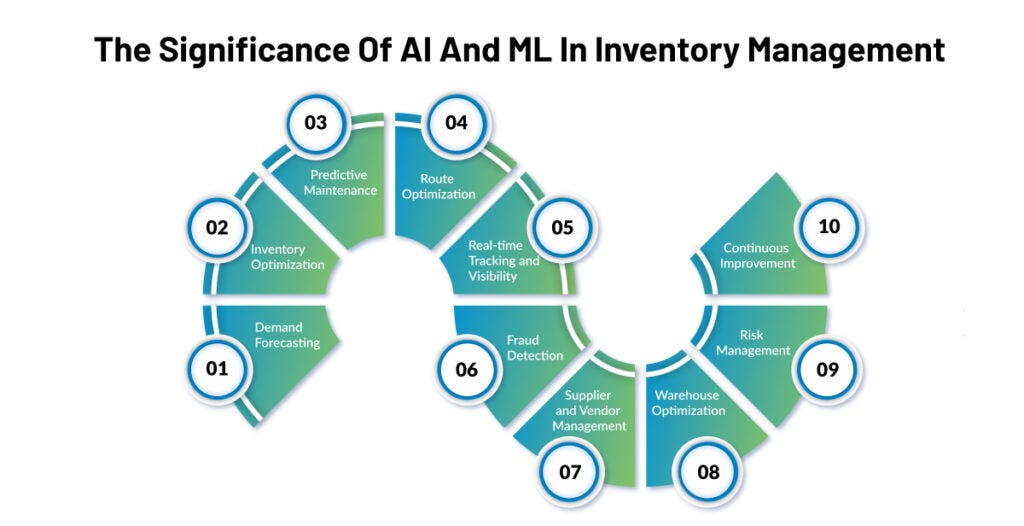 The Significance Of AI And ML In Inventory Management
01
Demand
Forecasting
02
Inventory
Optimization
03
Predictive
Maintenance
04
Route
Optimization
05
Real-time
Tracking and
Visibility
06
Fraud
Detection
07
Supplier
and Vendor
Management
08
Warehouse
Optimization
09
Risk
Management
10
Continuous
Improvement